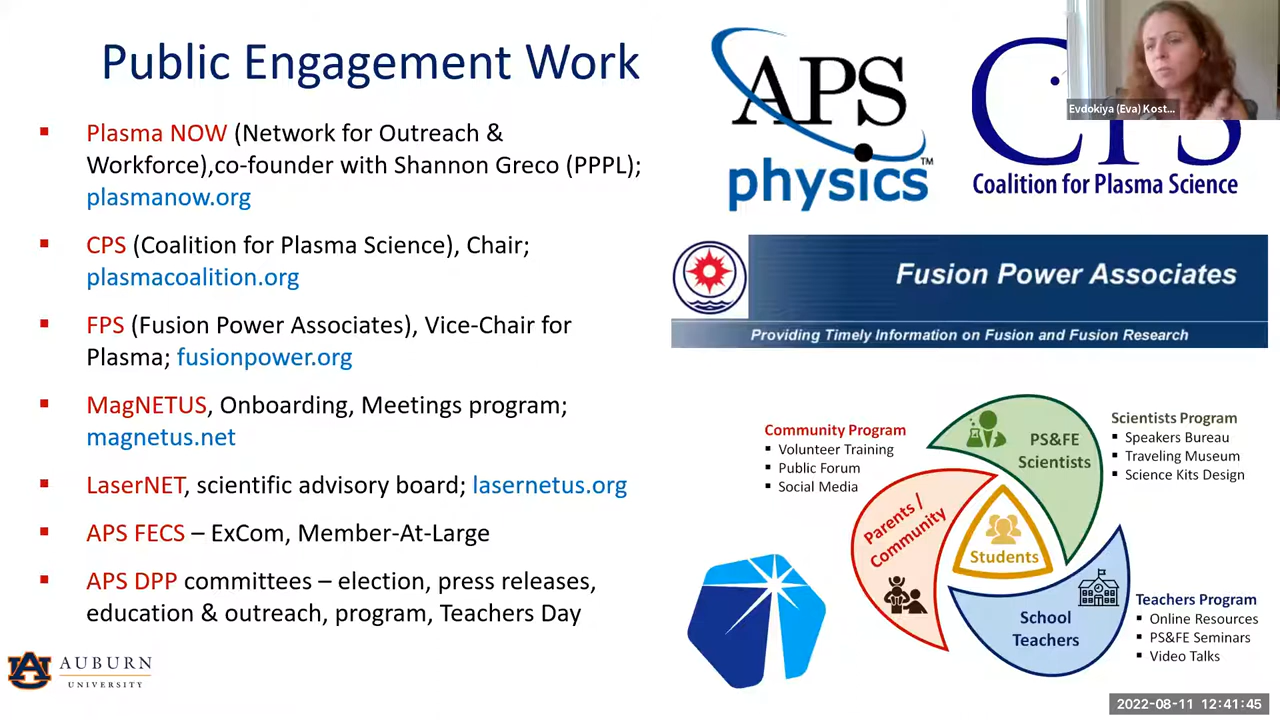 Public Engagement Work
Plasma NOW (Network for Outreach &
Workforce),co-founder with Shannon Greco (PPPL);
plasmanow.org
CPS (Coalition for Plasma Science), Chair;
plasmacoalition.org
FPS (Fusion Power Associates), Vice-Chair for
Plasma; fusionpower.org
MagNETUS, Onboarding, Meetings program;
magnetus.net
LaserNET, scientific advisory board; lasernetus.org
APS FECS – ExCom, Member-At-Large
APS DPP committees – election, press releases,
education & outreach, program, Teachers Day
AUBURN
UNIVERSITY
APS
physics™
CPS
Coalition for Plasma Science
Evdokiya (Eva) Kost...
Fusion Power Associates
Providing Timely Information on Fusion and Fusion Research
Community Program
Volunteer Training
Public Forum
Social Media
Parents /
Community
PS&FE
Scientists
Scientists Program
Speakers Bureau
Traveling Museum
Science Kits Design
Students
School
Teachers
Teachers Program
Online Resources
PS&FE Seminars
Video Talks
2022-08-11 12:41:45